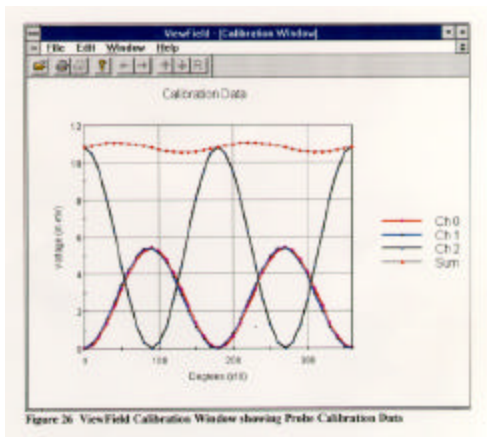 ViewField - [Calibration Window]
File Edit Window Help
Calibration Data
12
10
8
6
4
2
0
0 100 200 300
Voltage (in mv)
Degrees (x10)
Ch 0
Ch 1
Ch 2
Sum
Figure 26 ViewField Calibration Window showing Probe Calibration Data